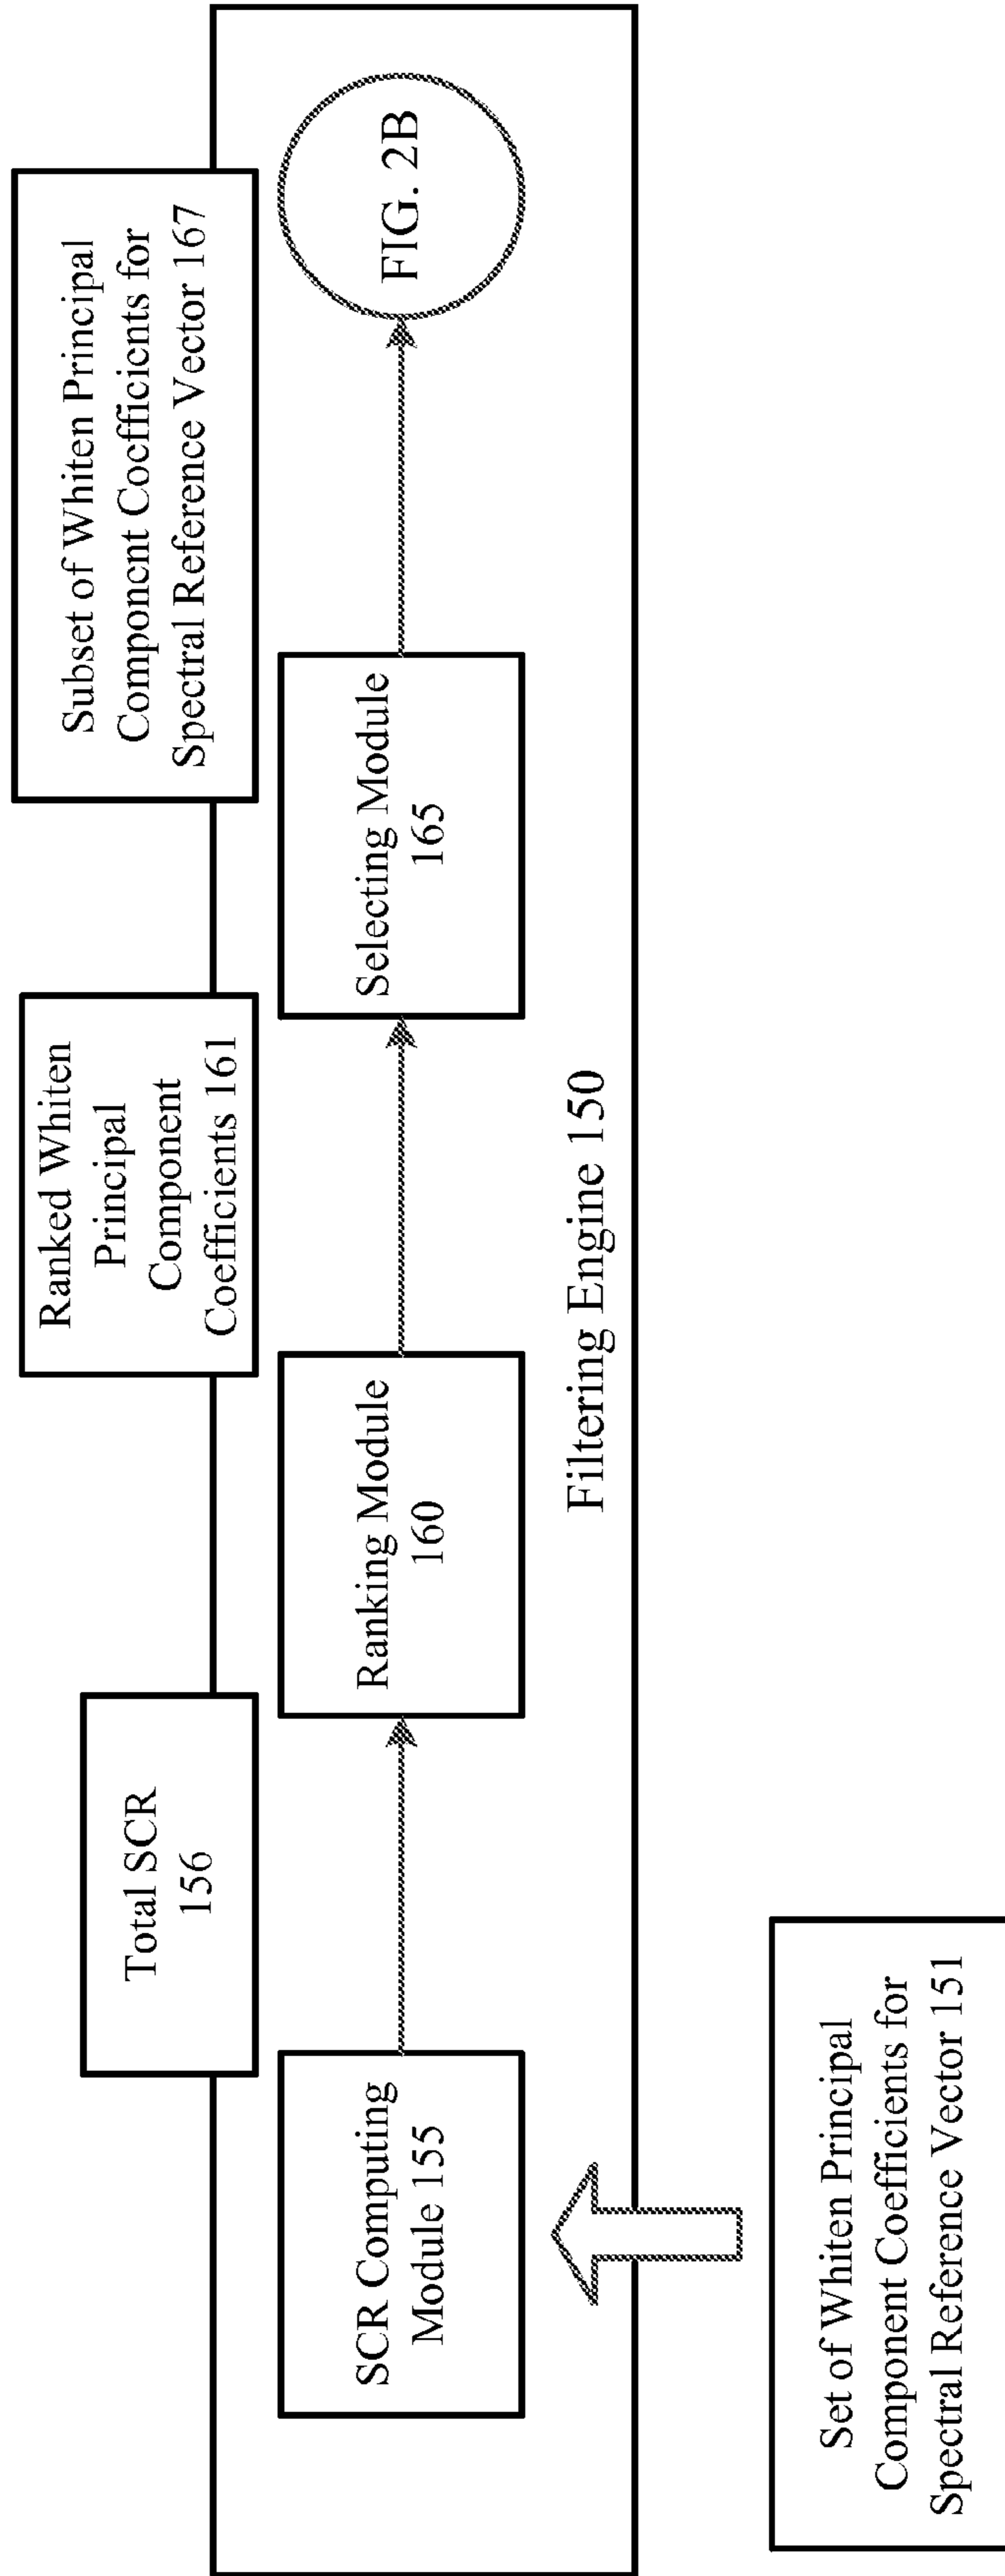 Total SCR
156
Ranked Whiten
Principal
Component
Coefficients 161
Subset of Whiten Principal
Component Coefficients for
Spectral Reference Vector 167
SCR Computing
Module 155
Ranking Module
160
Selecting Module
165
FIG. 2B
Filtering Engine 150
Set of Whiten Principal
Component Coefficients for
Spectral Reference Vector 151